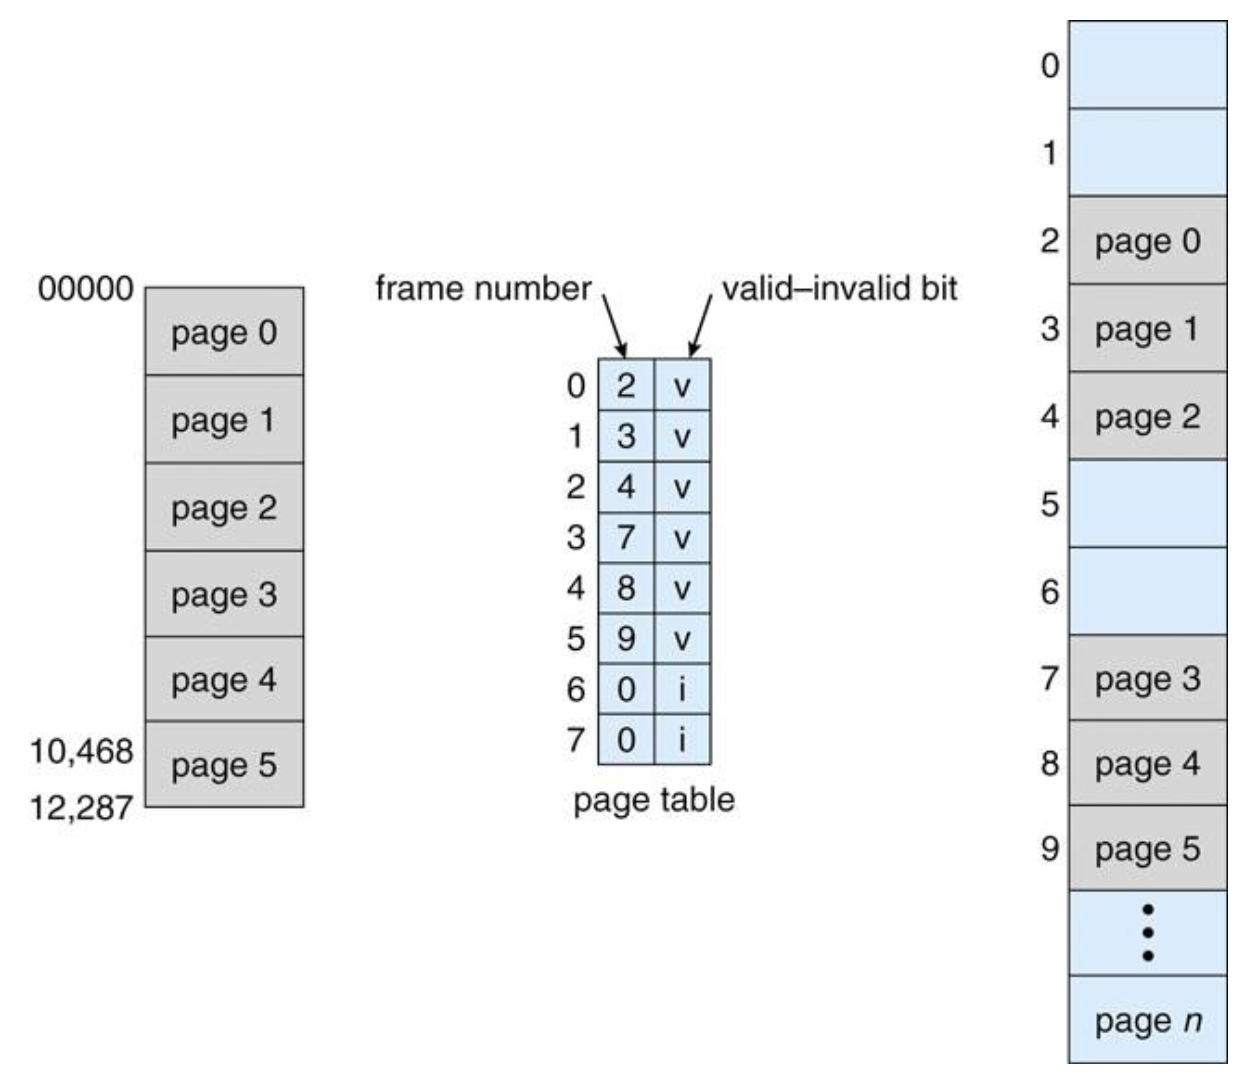 00000
page 0
page 1
page 2
page 3
page 4
10,468
page 5
12,287
frame number
valid–invalid bit
0 2 v
1 3 v
2 4 v
3 7 v
4 8 v
5 9 v
6 0 i
7 0 i
page table
0
1
2 page 0
3 page 1
4 page 2
5
6
7 page 3
8 page 4
9 page 5
page n